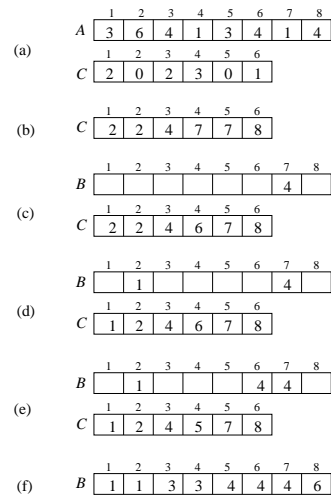 1 2 3 4 5 6 7 8
A 3 6 4 1 3 4 1 4
(a)
1 2 3 4 5 6
C 2 0 2 3 0 1
1 2 3 4 5 6
(b) C 2 2 4 7 7 8
1 2 3 4 5 6 7 8
B 4
(c)
1 2 3 4 5 6
C 2 2 4 6 7 8
1 2 3 4 5 6 7 8
B 1 4
(d)
1 2 3 4 5 6
C 1 2 4 6 7 8
1 2 3 4 5 6 7 8
B 1 4 4
(e)
1 2 3 4 5 6
C 1 2 4 5 7 8
1 2 3 4 5 6 7 8
(f) B 1 1 3 3 4 4 4 6